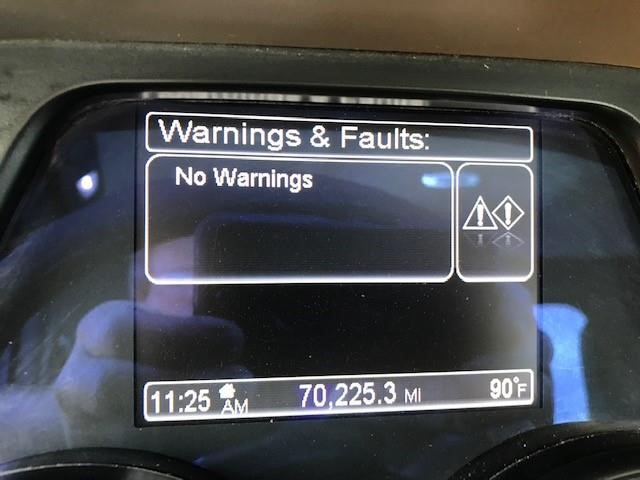 Warnings & Faults:
No Warnings
11:25 AM 70,225.3 MI 90°F